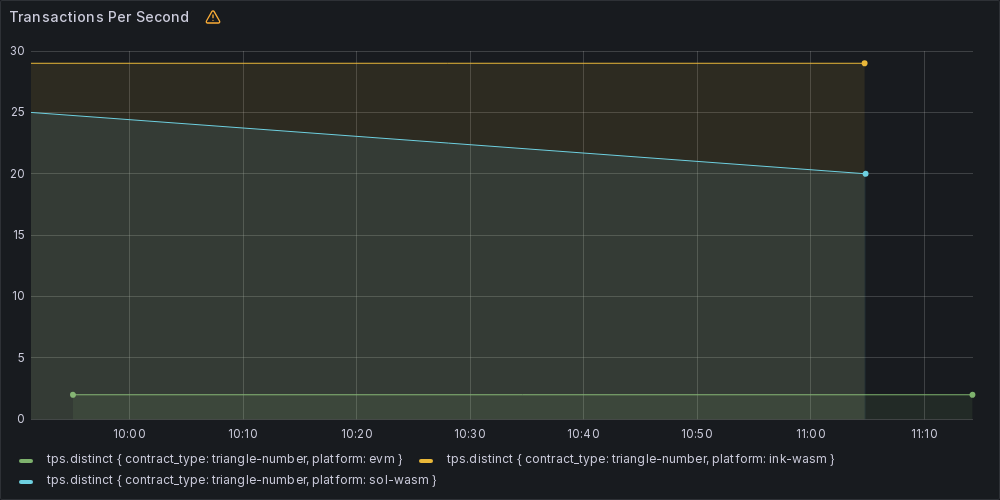 Transactions Per Second
30
25
20
15
10
5
0
10:00 10:10 10:20 10:30 10:40 10:50 11:00 11:10
tps.distinct { contract_type: triangle-number, platform: evm } tps.distinct { contract_type: triangle-number, platform: ink-wasm }
tps.distinct { contract_type: triangle-number, platform: sol-wasm }